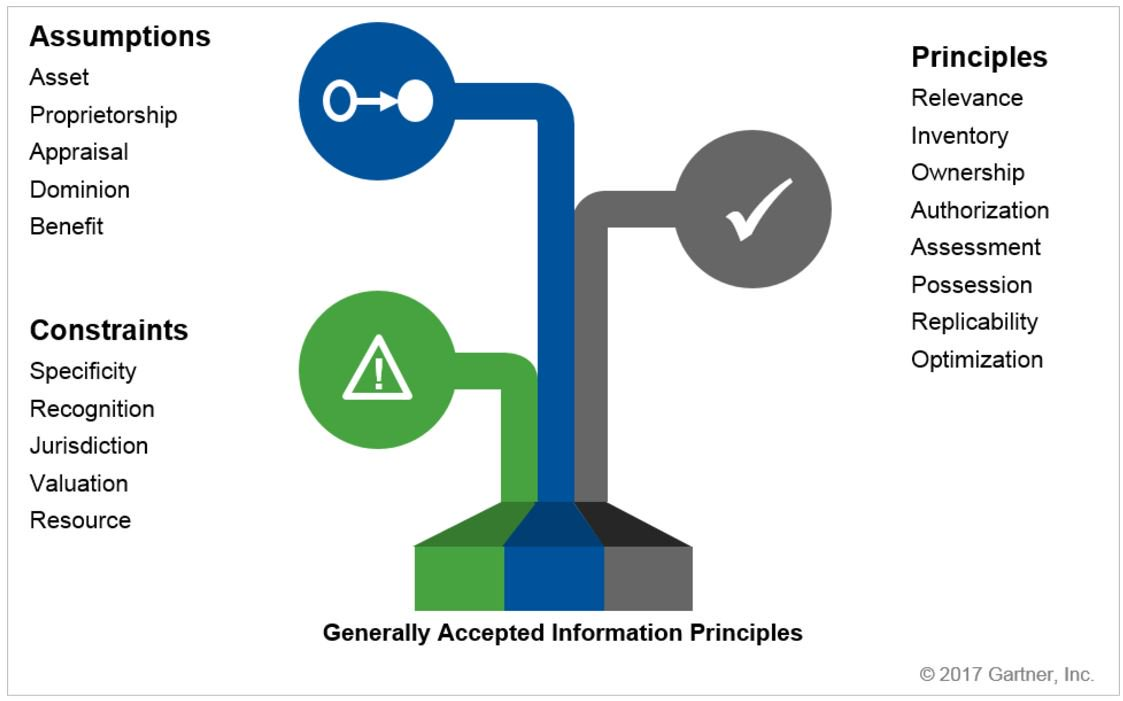 Assumptions
Asset
Proprietorship
Appraisal
Dominion
Benefit
Constraints
Specificity
Recognition
Jurisdiction
Valuation
Resource
Principles
Relevance
Inventory
Ownership
Authorization
Assessment
Possession
Replicability
Optimization
!
Generally Accepted Information Principles
© 2017 Gartner, Inc.